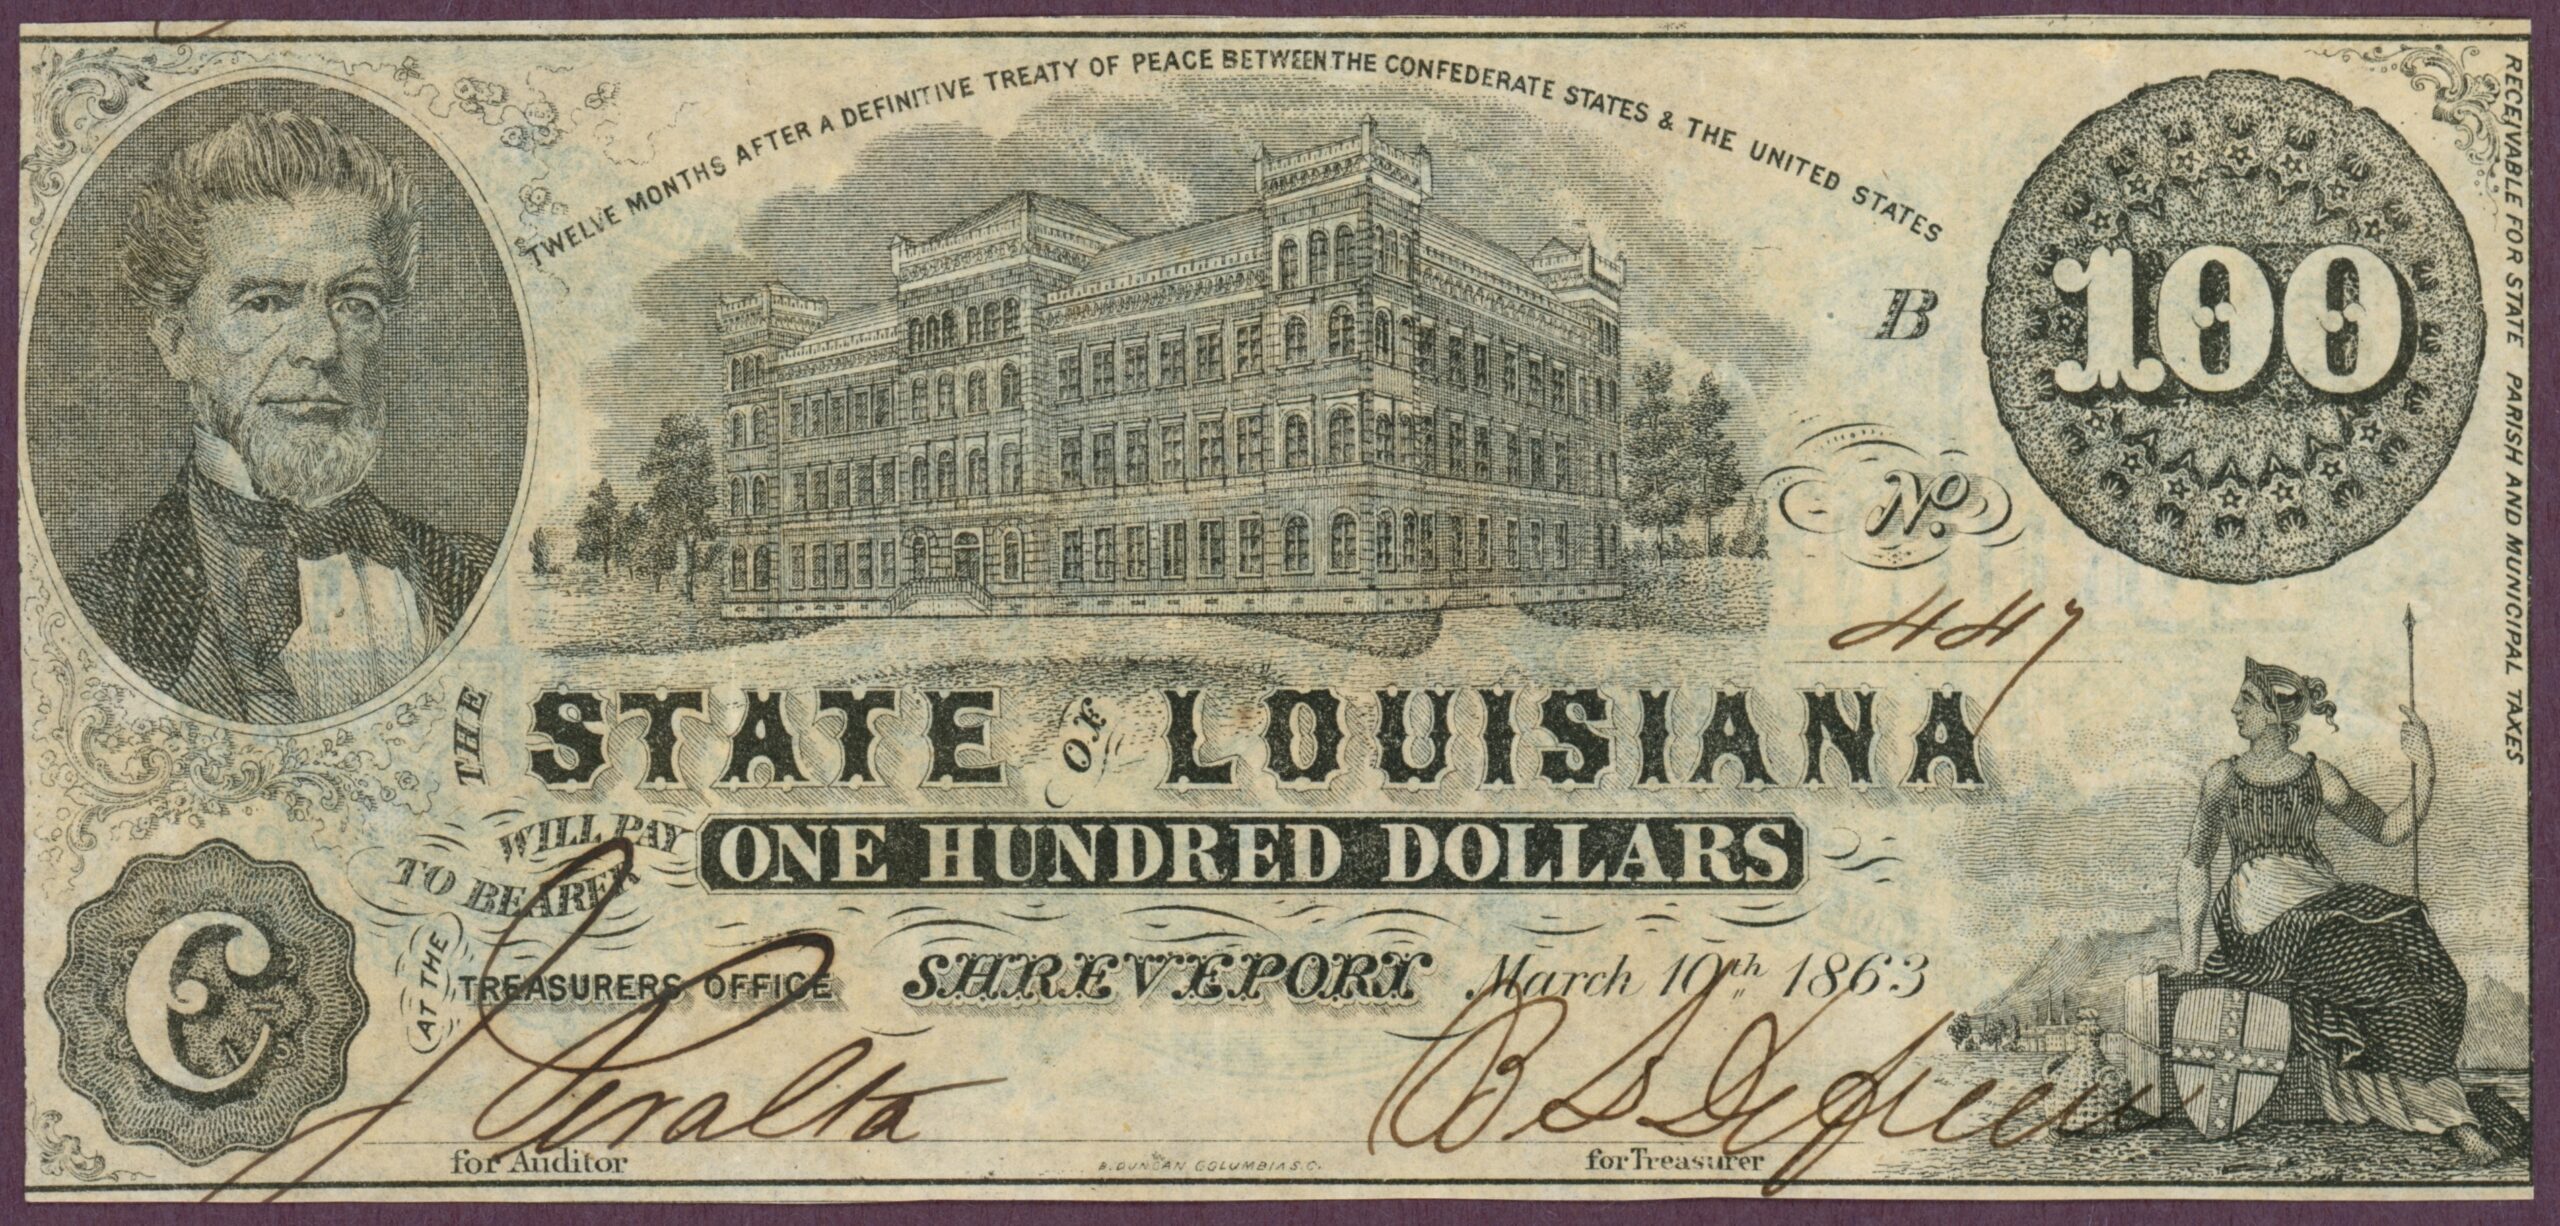 TWELVE MONTHS AFTER A DEFINITIVE TREATY OF PEACE BETWEEN THE CONFEDERATE STATES & THE UNITED STATES
RECEIVABLE FOR STATE PARISH AND MUNICIPAL TAXES
B
100
No.
447
THE STATE OF LOUISIANA
WILL PAY
TO BEARER
ONE HUNDRED DOLLARS
AT THE
TREASURERS OFFICE SHREVEPORT March 10th 1863
C
J Peralta
for Auditor
B. DUNCAN COLUMBIA S.C.
B S
for Treasurer